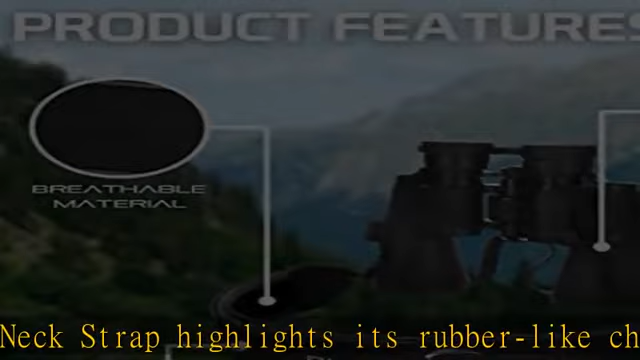 PRODUCT FEATURES
BREATHABLE
MATERIAL
Neck Strap highlights its rubber-like ch